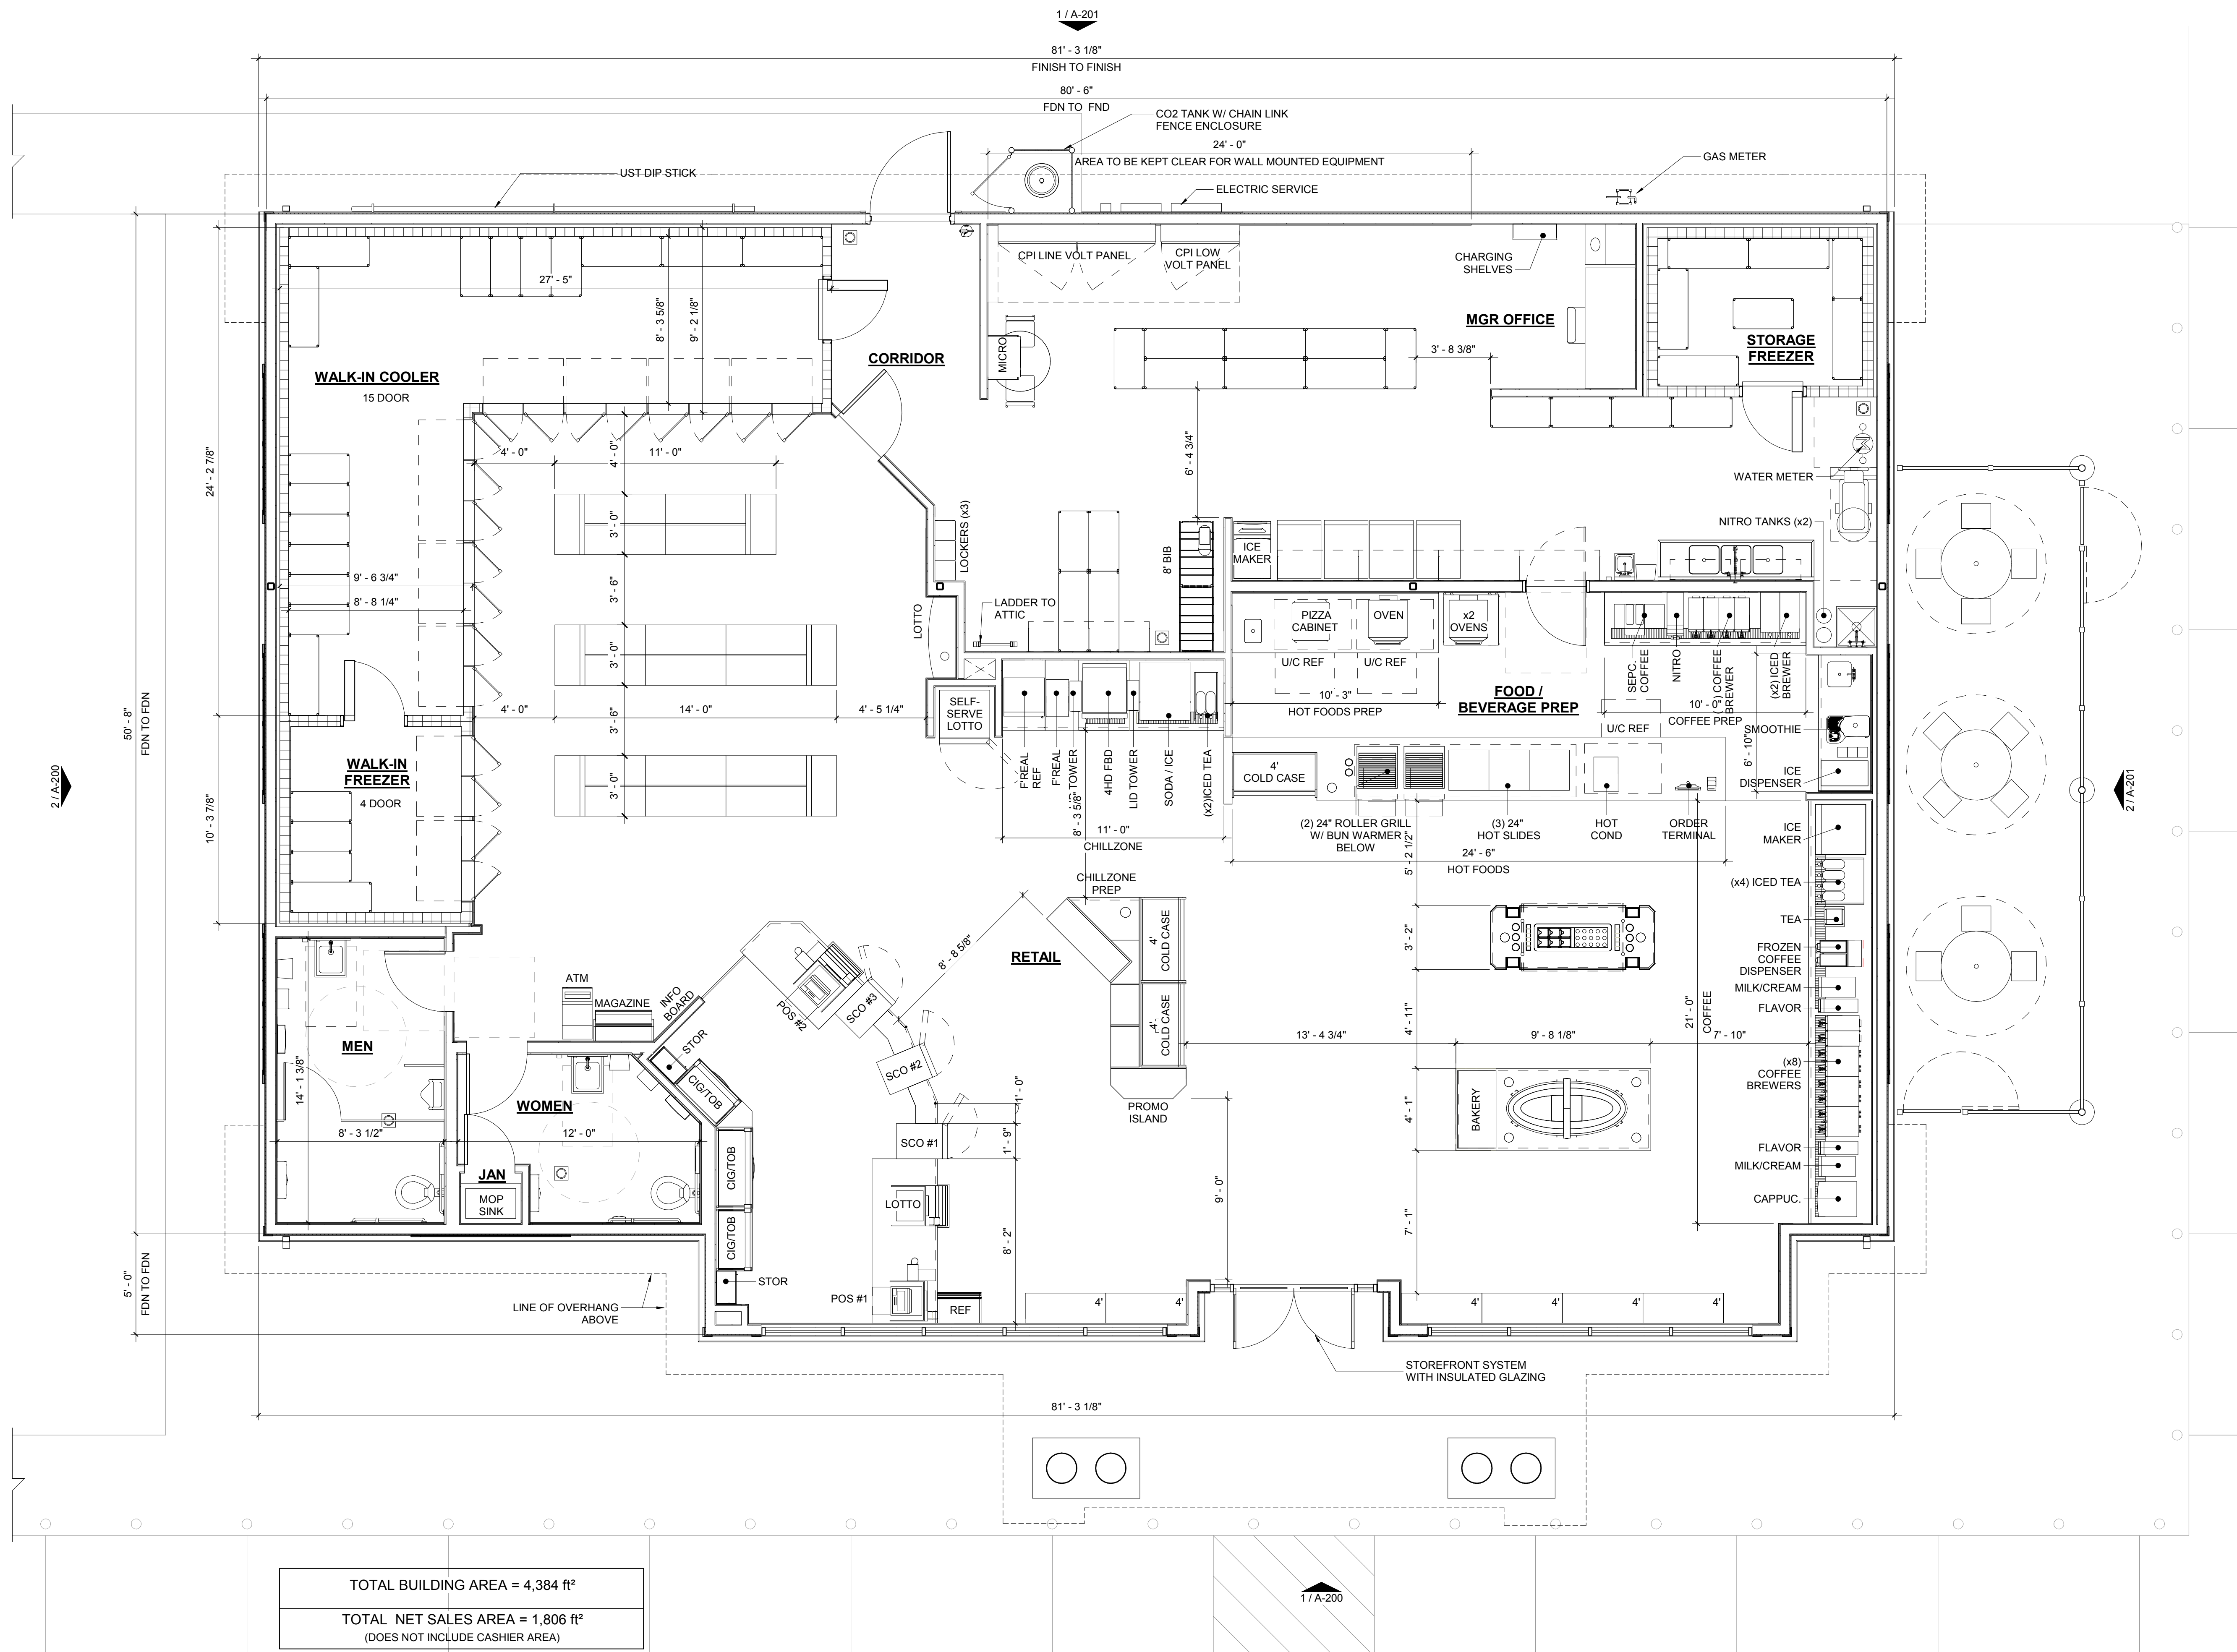 1 / A-201
81' - 3 1/8"
FINISH TO FINISH
80' - 6"
FDN TO FND
CO2 TANK W/ CHAIN LINK
FENCE ENCLOSURE
24' - 0"
AREA TO BE KEPT CLEAR FOR WALL MOUNTED EQUIPMENT
GAS METER
UST DIP STICK
ELECTRIC SERVICE
CPI LINE VOLT PANEL
CPI LOW
VOLT PANEL
CHARGING
SHELVES
27' - 5"
8' - 3 5/8"
9' - 2 1/8"
MGR OFFICE
STORAGE
FREEZER
MICRO
3' - 8 3/8"
CORRIDOR
WALK-IN COOLER
15 DOOR
24' - 2 7/8"
4' - 0"
4' - 0"
11' - 0"
6' - 4 3/4"
WATER METER
NITRO TANKS (x2)
3' - 0"
LOCKERS (x3)
8' BIB
ICE
MAKER
9' - 6 3/4"
8' - 8 1/4"
3' - 6"
LADDER TO
ATTIC
LOTTO
PIZZA
CABINET
OVEN
x2
OVENS
3' - 0"
U/C REF
U/C REF
SEPC.
COFFEE
NITRO
BREWER
(x2) ICED
BREWER
10' - 3"
HOT FOODS PREP
FOOD /
BEVERAGE PREP
10' - 0"
COFFEE PREP
U/C REF
SMOOTHIE
6' - 10"
ICE
DISPENSER
4' - 0"
14' - 0"
4' - 5 1/4"
3' - 6"
SELF-
SERVE
LOTTO
F'REAL
REF
F'REAL
TOWER
4HD FBD
LID TOWER
SODA / ICE
(x2)ICED TEA
4'
COLD CASE
50' - 8"
FDN TO FDN
2 / A-200
2 / A-201
WALK-IN
FREEZER
4 DOOR
10' - 3 7/8"
3' - 0"
8' - 3 5/8"
11' - 0"
CHILLZONE
(2) 24" ROLLER GRILL
W/ BUN WARMER
BELOW
(3) 24"
HOT SLIDES
HOT
COND
ORDER
TERMINAL
ICE
MAKER
5' - 2 1/2"
24' - 6"
HOT FOODS
(x4) ICED TEA
CHILLZONE
PREP
TEA
3' - 2"
FROZEN
COFFEE
DISPENSER
8' - 8 5/8"
RETAIL
4'
COLD CASE
4'
COLD CASE
ATM
MAGAZINE
INFO
BOARD
POS #2
SCO #3
MILK/CREAM
FLAVOR
4' - 11"
21' - 0"
COFFEE
MEN
14' - 1 3/8"
STOR
CIG/TOB
SCO #2
13' - 4 3/4"
9' - 8 1/8"
7' - 10"
(x8)
COFFEE
BREWERS
WOMEN
1' - 0"
PROMO
ISLAND
BAKERY
4' - 1"
8' - 3 1/2"
12' - 0"
SCO #1
1' - 9"
FLAVOR
MILK/CREAM
JAN
MOP
SINK
CIG/TOB
LOTTO
9' - 0"
CAPPUC.
CIG/TOB
8' - 2"
7' - 1"
5' - 0"
FDN TO FDN
STOR
LINE OF OVERHANG
ABOVE
POS #1
REF
4'
4'
4'
4'
4'
4'
STOREFRONT SYSTEM
WITH INSULATED GLAZING
81' - 3 1/8"
TOTAL BUILDING AREA = 4,384 ft²
TOTAL NET SALES AREA = 1,806 ft²
(DOES NOT INCLUDE CASHIER AREA)
1 / A-200